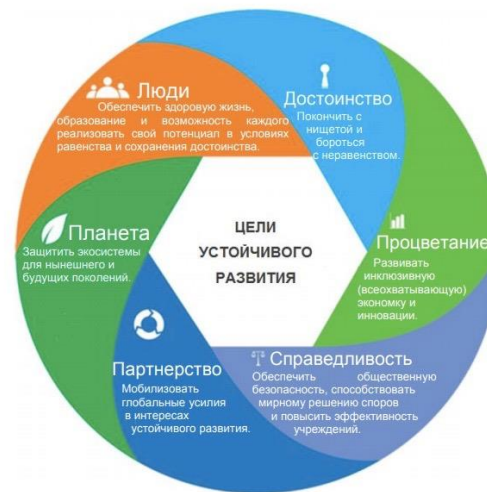 Люди
Обеспечить здоровую жизнь,
образование и возможность каждого
реализовать свой потенциал в условиях
равенства и сохранения достоинства.
Достоинство
Покончить с
нищетой и
бороться
с неравенством.
Процветание
Развивать
инклюзивную
(всеохватывающую)
экономку и
инновации.
Справедливость
Обеспечить общественную
безопасность, способствовать
мирному решению споров
и повысить эффективность
учреждений.
Партнерство
Мобилизовать
глобальные усилия
в интересах
устойчивого развития.
Планета
Защитить экосистемы
для нынешнего и
будущих поколений.
ЦЕЛИ
УСТОЙЧИВОГО
РАЗВИТИЯ